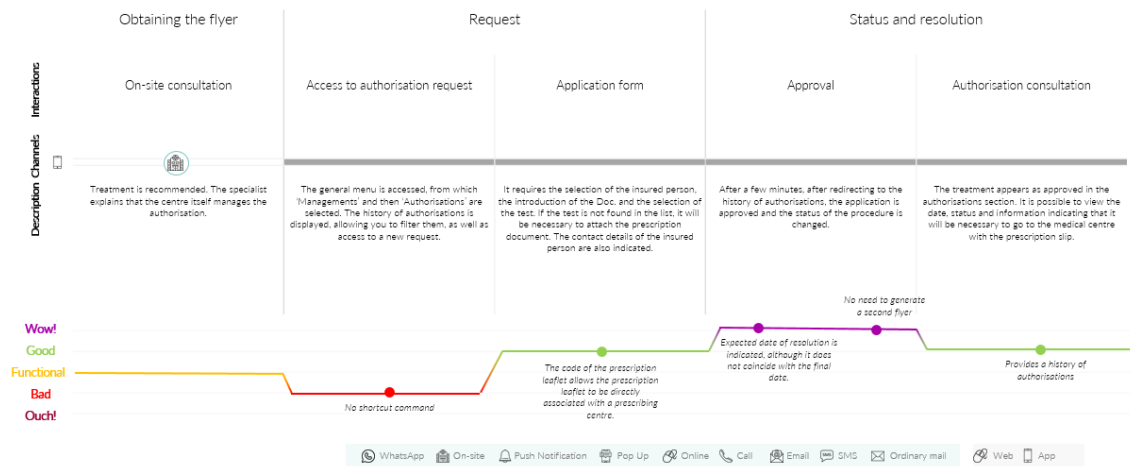 Obtaining the flyer
Request
Status and resolution
Interactions
On-site consultation
Access to authorisation request
Application form
Approval
Authorisation consultation
Channels
Description
Treatment is recommended. The specialist
explains that the centre itself manages the
authorisation.
The general menu is accessed, from which
'Managements' and then 'Authorisations' are
selected. The history of authorisations is
displayed, allowing you to filter them, as well as
access to a new request.
It requires the selection of the insured person,
the introduction of the Doc. and the selection of
the test. If the test is not found in the list, it will
be necessary to attach the prescription
document. The contact details of the insured
person are also indicated.
After a few minutes, after redirecting to the
history of authorisations, the application is
approved and the status of the procedure is
changed.
The treatment appears as approved in the
authorisations section. It is possible to view the
date, status and information indicating that it
will be necessary to go to the medical centre
with the prescription slip.
Wow!
Good
Functional
Bad
Ouch!
No shortcut command
The code of the prescription
leaflet allows the prescription
leaflet to be directly
associated with a prescribing
centre.
Expected date of resolution is
indicated, although it does
not coincide with the final
date.
No need to generate
a second flyer
Provides a history of
authorisations
WhatsApp
On-site
Push Notification
Pop Up
Online
Call
Email
SMS
Ordinary mail
Web
App